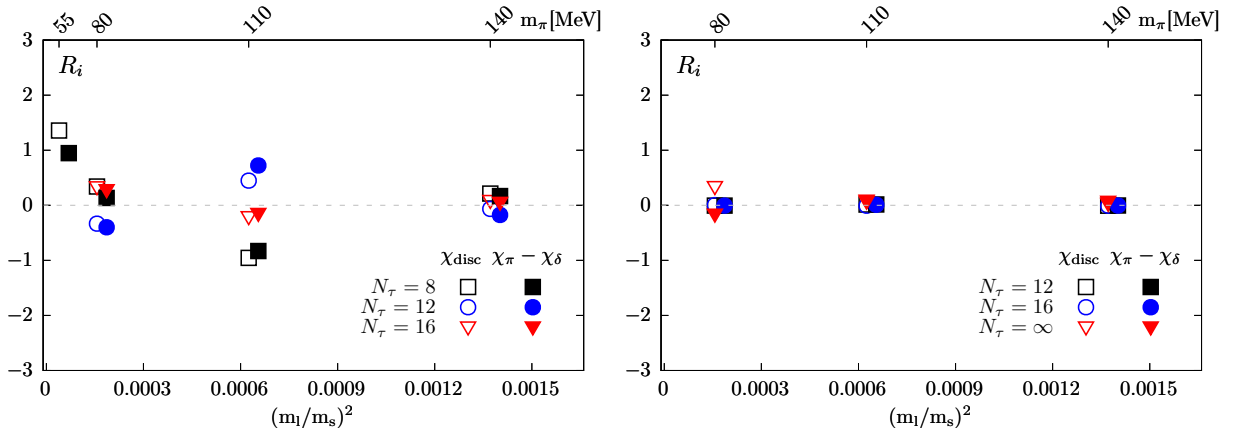 55 80 110 140 m_π[MeV]
3
R_i
2
1
0
−1
−2
−3
χ_disc χ_π − χ_δ
N_τ = 8
N_τ = 12
N_τ = 16
0 0.0003 0.0006 0.0009 0.0012 0.0015
(m_l/m_s)^2
80 110 140 m_π[MeV]
3
R_i
2
1
0
−1
−2
−3
χ_disc χ_π − χ_δ
N_τ = 12
N_τ = 16
N_τ = ∞
0 0.0003 0.0006 0.0009 0.0012 0.0015
(m_l/m_s)^2